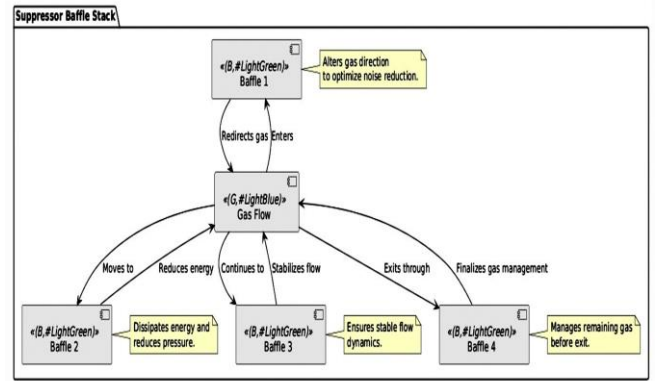 Suppressor Baffle Stack
«(B,#LightGreen)»
Baffle 1
Alters gas direction
to optimize noise reduction.
Redirects gas
Enters
«(G,#LightBlue)»
Gas Flow
Moves to
Reduces energy
Continues to
Stabilizes flow
Exits through
Finalizes gas management
«(B,#LightGreen)»
Baffle 2
Dissipates energy and
reduces pressure.
«(B,#LightGreen)»
Baffle 3
Ensures stable flow
dynamics.
«(B,#LightGreen)»
Baffle 4
Manages remaining gas
before exit.